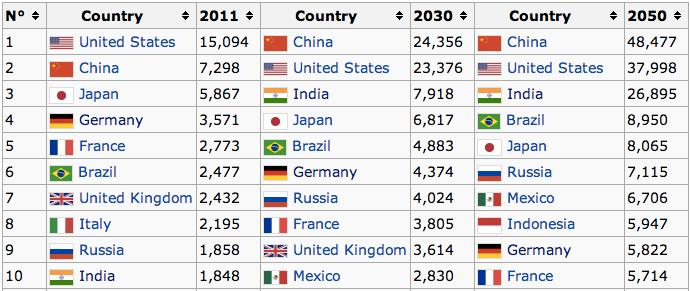 Nº Country 2011 Country 2030 Country 2050
1 United States 15,094 China 24,356 China 48,477
2 China 7,298 United States 23,376 United States 37,998
3 Japan 5,867 India 7,918 India 26,895
4 Germany 3,571 Japan 6,817 Brazil 8,950
5 France 2,773 Brazil 4,883 Japan 8,065
6 Brazil 2,477 Germany 4,374 Russia 7,115
7 United Kingdom 2,432 Russia 4,024 Mexico 6,706
8 Italy 2,195 France 3,805 Indonesia 5,947
9 Russia 1,858 United Kingdom 3,614 Germany 5,822
10 India 1,848 Mexico 2,830 France 5,714